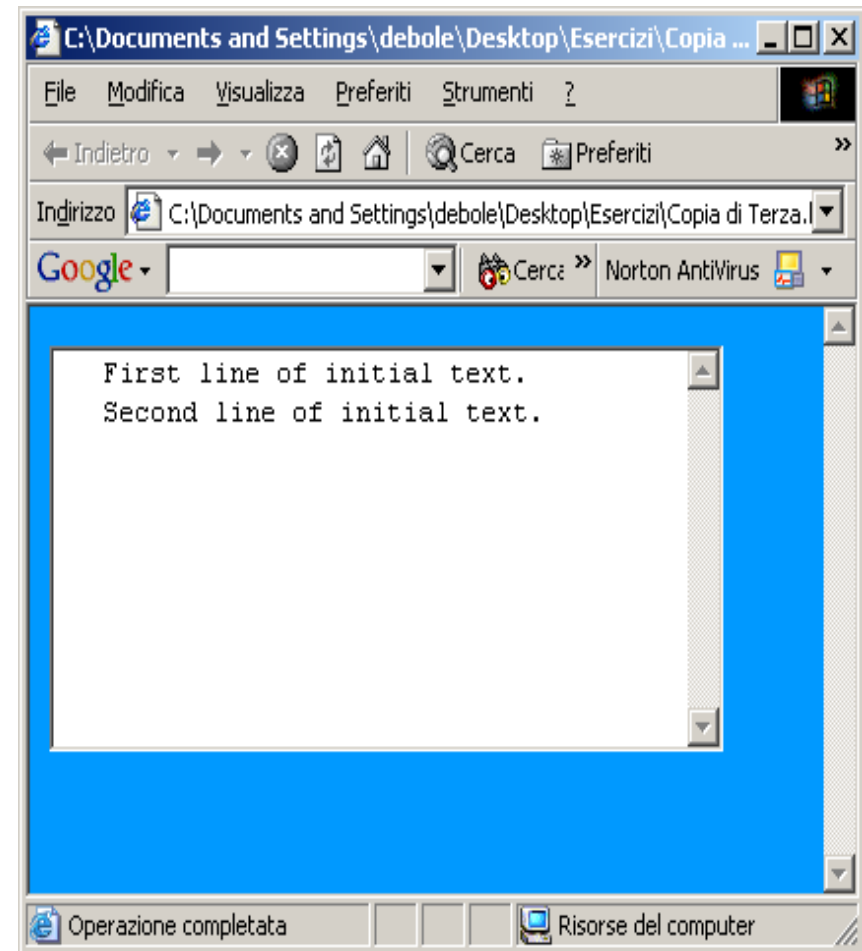 C:\Documents and Settings\debole\Desktop\Esercizi\Copia ...
File Modifica Visualizza Preferiti Strumenti ?
Indietro Cerca Preferiti »
Indirizzo C:\Documents and Settings\debole\Desktop\Esercizi\Copia di Terza.
Google Cerca » Norton AntiVirus
First line of initial text.
Second line of initial text.
Operazione completata Risorse del computer